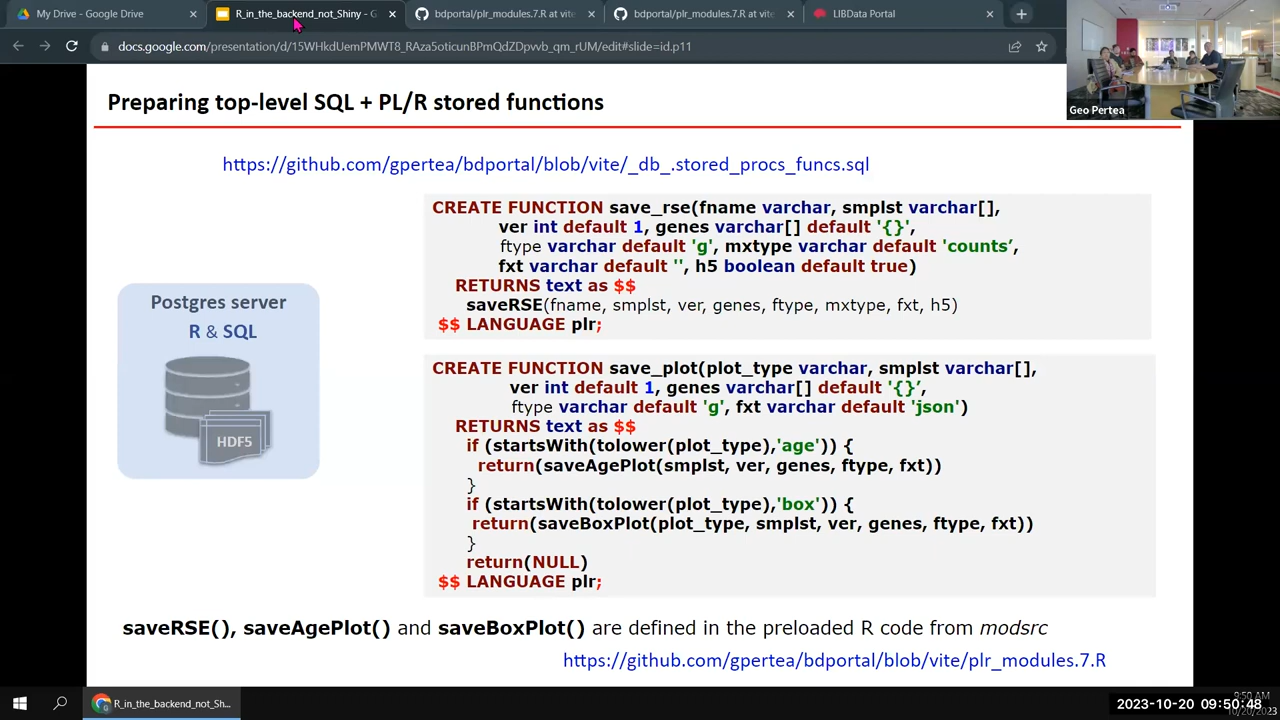 My Drive - Google Drive
R_in_the_backend_not_Shiny - G
bdportal/plr_modules.7.R at vite
bdportal/plr_modules.7.R at vite
LIBData Portal
docs.google.com/presentation/d/15WHkdUemPMWT8_RAza5oticunBPmQdZDpvvb_qm_rUM/edit#slide=id.p11
Geo Pertea
Preparing top-level SQL + PL/R stored functions
https://github.com/gpertea/bdportal/blob/vite/_db_.stored_procs_funcs.sql
CREATE FUNCTION save_rse(fname varchar, smplst varchar[],
ver int default 1, genes varchar[] default '{}',
ftype varchar default 'g', mxtype varchar default 'counts’,
fxt varchar default '', h5 boolean default true)
RETURNS text as $$
saveRSE(fname, smplst, ver, genes, ftype, mxtype, fxt, h5)
$$ LANGUAGE plr;
Postgres server
R & SQL
HDF5
CREATE FUNCTION save_plot(plot_type varchar, smplst varchar[],
ver int default 1, genes varchar[] default '{}’,
ftype varchar default 'g', fxt varchar default 'json')
RETURNS text as $$
if (startsWith(tolower(plot_type),'age')) {
return(saveAgePlot(smplst, ver, genes, ftype, fxt))
}
if (startsWith(tolower(plot_type),'box')) {
return(saveBoxPlot(plot_type, smplst, ver, genes, ftype, fxt))
}
return(NULL)
$$ LANGUAGE plr;
saveRSE(), saveAgePlot() and saveBoxPlot() are defined in the preloaded R code from modsrc
https://github.com/gpertea/bdportal/blob/vite/plr_modules.7.R
R_in_the_backend_not_Sh...
9:50 AM
2023-10-20 09:50:48